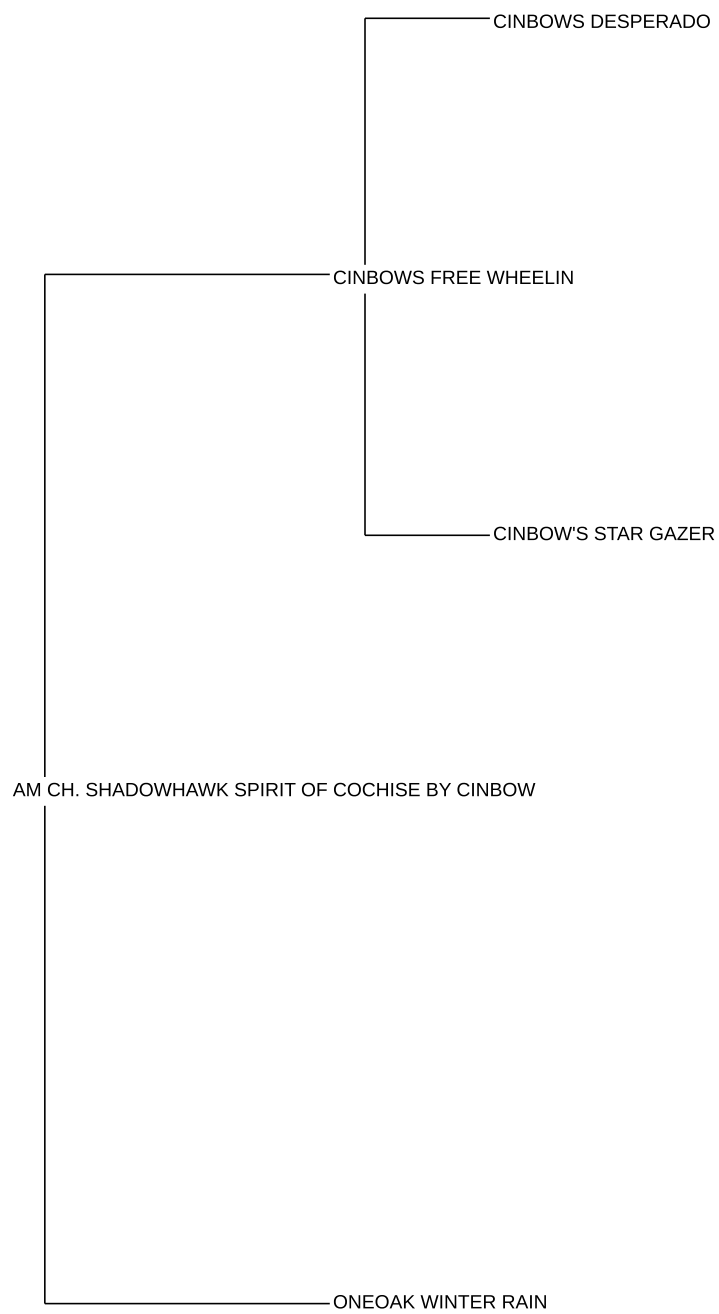 CINBOWS DESPERADO
CINBOWS FREE WHEELIN
CINBOW'S STAR GAZER
AM CH. SHADOWHAWK SPIRIT OF COCHISE BY CINBOW
ONEOAK WINTER RAIN